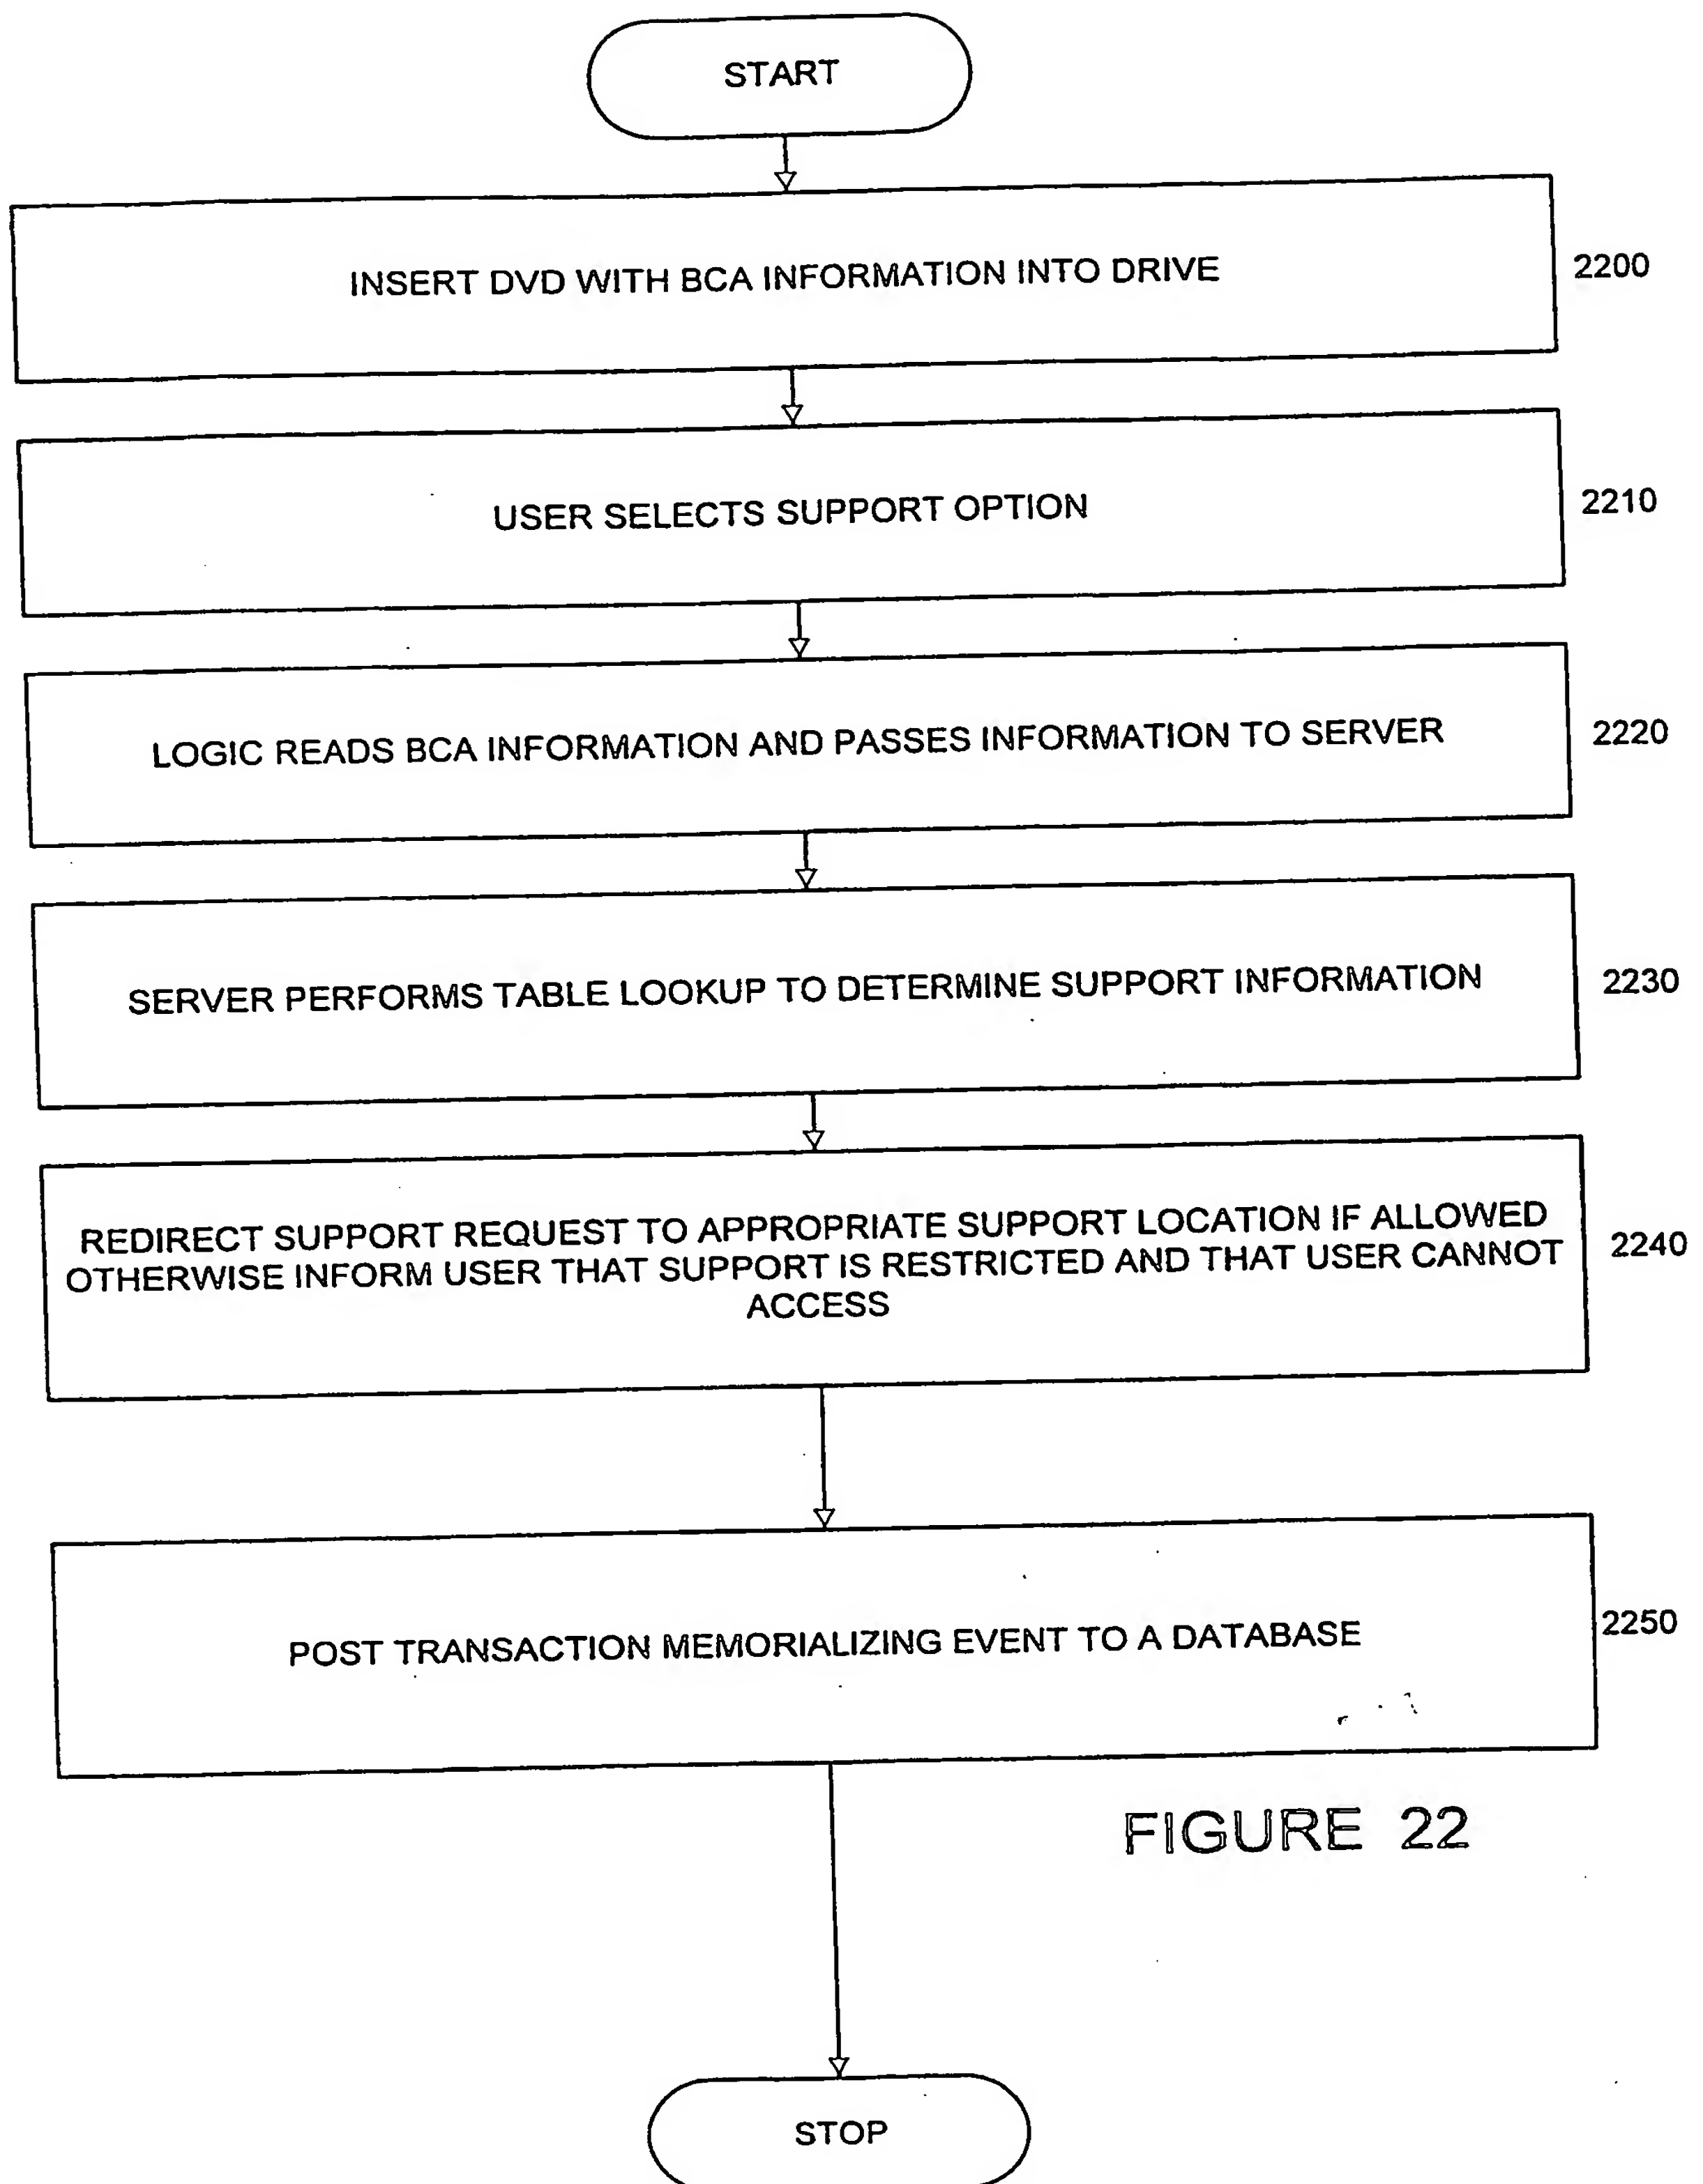 START
INSERT DVD WITH BCA INFORMATION INTO DRIVE
2200
USER SELECTS SUPPORT OPTION
2210
LOGIC READS BCA INFORMATION AND PASSES INFORMATION TO SERVER
2220
SERVER PERFORMS TABLE LOOKUP TO DETERMINE SUPPORT INFORMATION
2230
REDIRECT SUPPORT REQUEST TO APPROPRIATE SUPPORT LOCATION IF ALLOWED
OTHERWISE INFORM USER THAT SUPPORT IS RESTRICTED AND THAT USER CANNOT
ACCESS
2240
POST TRANSACTION MEMORIALIZING EVENT TO A DATABASE
2250
FIGURE 22
STOP